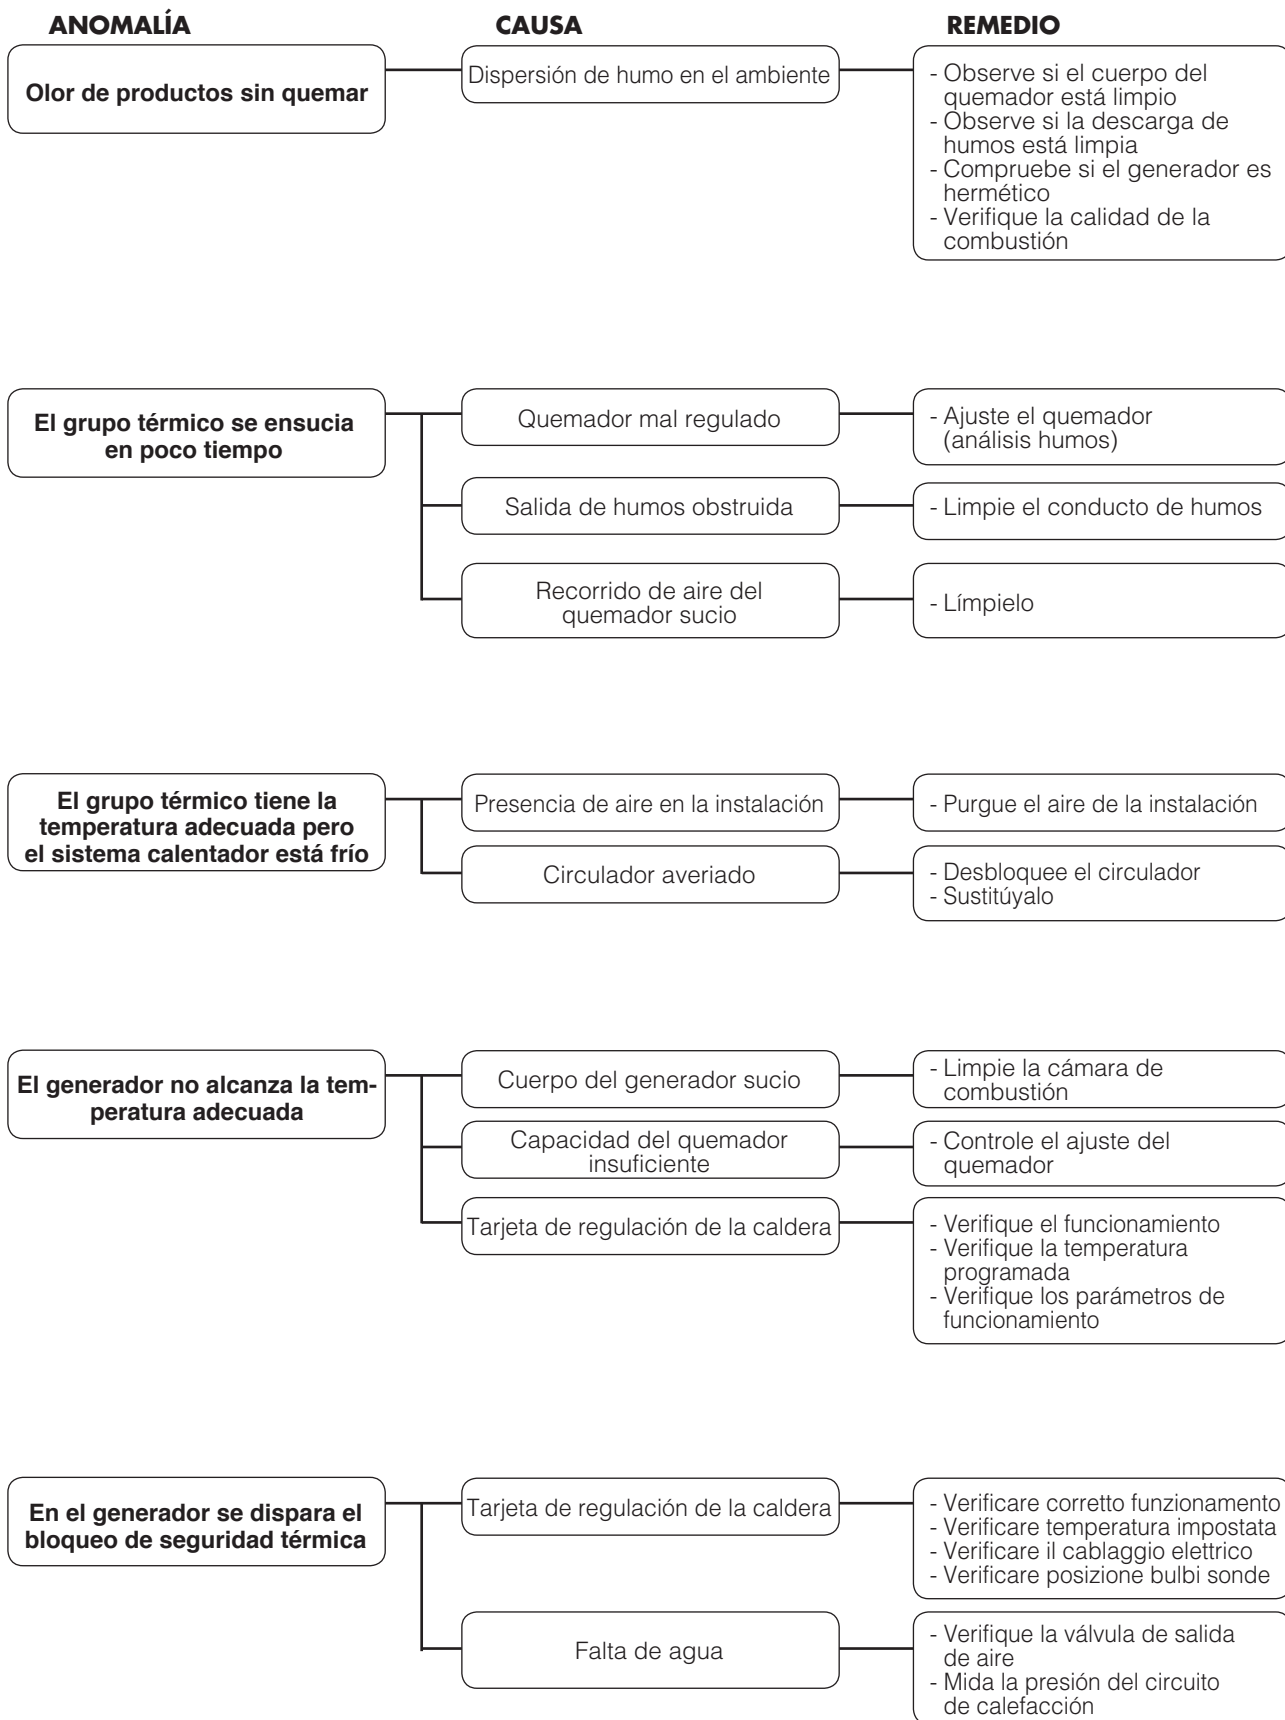 ANOMALÍA
CAUSA
REMEDIO
Olor de productos sin quemar
Dispersión de humo en el ambiente
- Observe si el cuerpo del
quemador está limpio
- Observe si la descarga de
humos está limpia
- Compruebe si el generador es
hermético
- Verifique la calidad de la
combustión
El grupo térmico se ensucia
en poco tiempo
Quemador mal regulado
- Ajuste el quemador
(análisis humos)
Salida de humos obstruida
- Limpie el conducto de humos
Recorrido de aire del
quemador sucio
- Límpielo
El grupo térmico tiene la
temperatura adecuada pero
el sistema calentador está frío
Presencia de aire en la instalación
- Purgue el aire de la instalación
Circulador averiado
- Desbloquee el circulador
- Sustitúyalo
El generador no alcanza la tem-
peratura adecuada
Cuerpo del generador sucio
- Limpie la cámara de
combustión
Capacidad del quemador
insuficiente
- Controle el ajuste del
quemador
Tarjeta de regulación de la caldera
- Verifique el funcionamiento
- Verifique la temperatura
programada
- Verifique los parámetros de
funcionamiento
En el generador se dispara el
bloqueo de seguridad térmica
Tarjeta de regulación de la caldera
- Verificare corretto funzionamento
- Verificare temperatura impostata
- Verificare il cablaggio elettrico
- Verificare posizione bulbi sonde
Falta de agua
- Verifique la válvula de salida
de aire
- Mida la presión del circuito
de calefacción